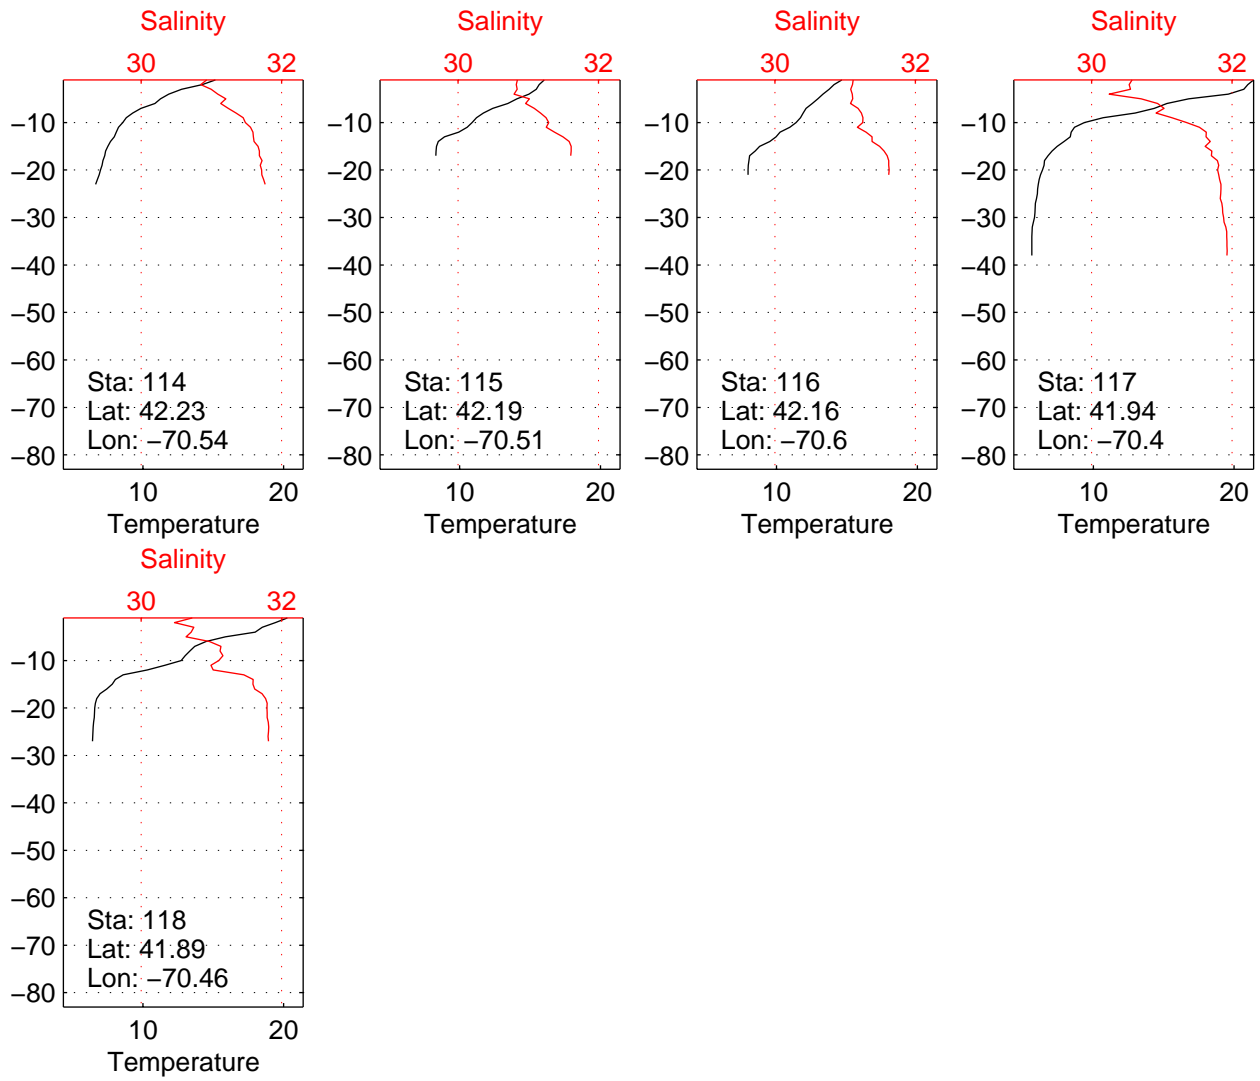 Salinity
30 32
−10
−20
−30
−40
−50
−60
−70
−80
Sta: 114
Lat: 42.23
Lon: −70.54
10 20
Temperature
Salinity
30 32
−10
−20
−30
−40
−50
−60
−70
−80
Sta: 115
Lat: 42.19
Lon: −70.51
10 20
Temperature
Salinity
30 32
−10
−20
−30
−40
−50
−60
−70
−80
Sta: 116
Lat: 42.16
Lon: −70.6
10 20
Temperature
Salinity
30 32
−10
−20
−30
−40
−50
−60
−70
−80
Sta: 117
Lat: 41.94
Lon: −70.4
10 20
Temperature
Salinity
30 32
−10
−20
−30
−40
−50
−60
−70
−80
Sta: 118
Lat: 41.89
Lon: −70.46
10 20
Temperature